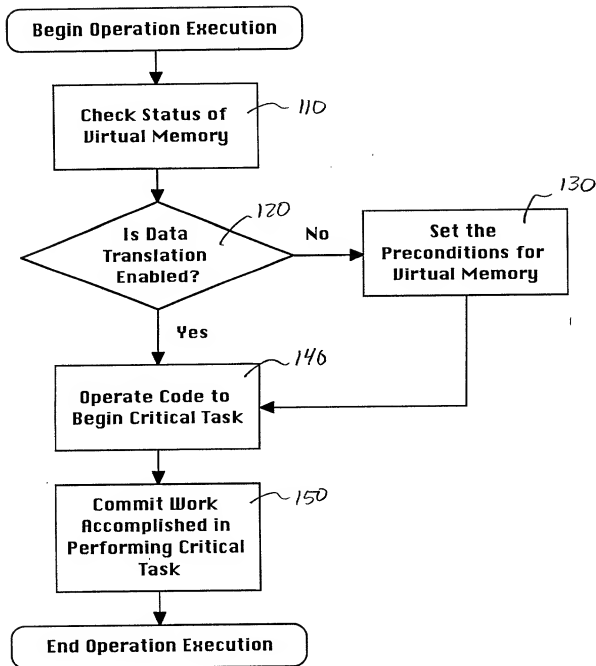 Begin Operation Execution
Check Status of
Virtual Memory
110
Is Data
Translation
Enabled?
120
No
Set the
Preconditions for
Virtual Memory
130
Yes
Operate Code to
Begin Critical Task
140
Commit Work
Accomplished in
Performing Critical
Task
150
End Operation Execution